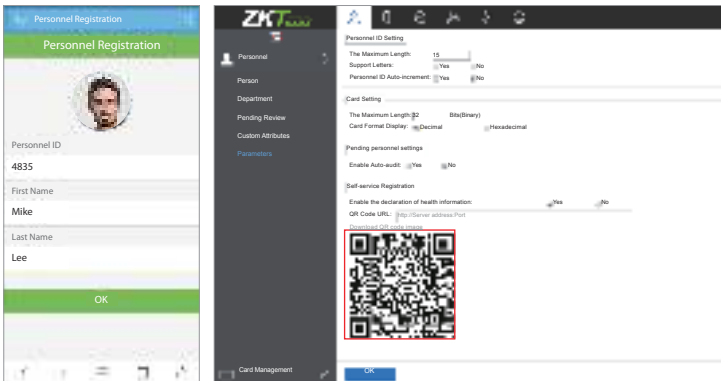 Personnel Registration
Personnel Registration
Personnel ID
4835
First Name
Mike
Last Name
Lee
OK
ZKTeco
Personnel
Person
Department
Pending Review
Custom Attributes
Parameters
Card Management
Personnel ID Setting
The Maximum Length: 15
Support Letters: Yes No
Personnel ID Auto-increment: Yes No
Card Setting
The Maximum Length: 32 Bits(Binary)
Card Format Display: Decimal Hexadecimal
Pending personnel settings
Enable Auto-audit: Yes No
Self-service Registration
Enable the declaration of health information: Yes No
QR Code URL: http://Server address:Port
Download QR code image
OK